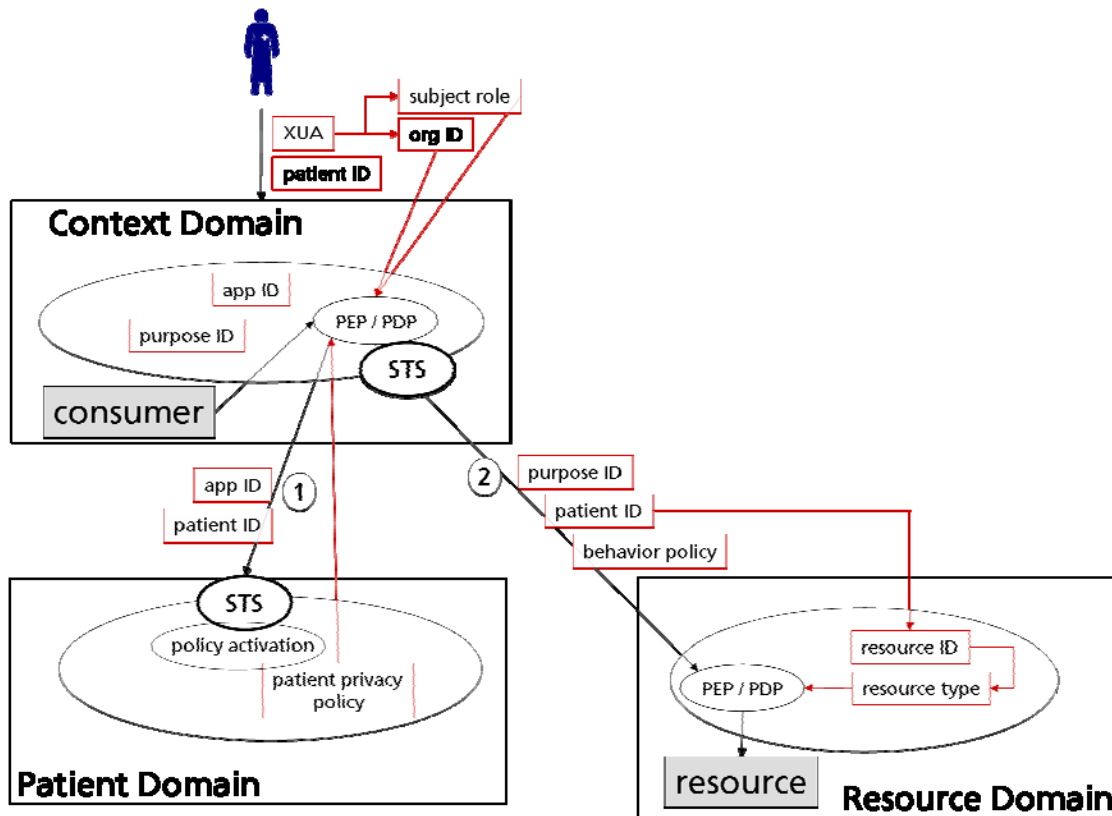 subject role
XUA
org ID
patient ID
Context Domain
app ID
purpose ID
PEP / PDP
STS
consumer
1
2
app ID
patient ID
purpose ID
patient ID
behavior policy
STS
policy activation
patient privacy
policy
Patient Domain
resource ID
resource type
PEP / PDP
resource
Resource Domain